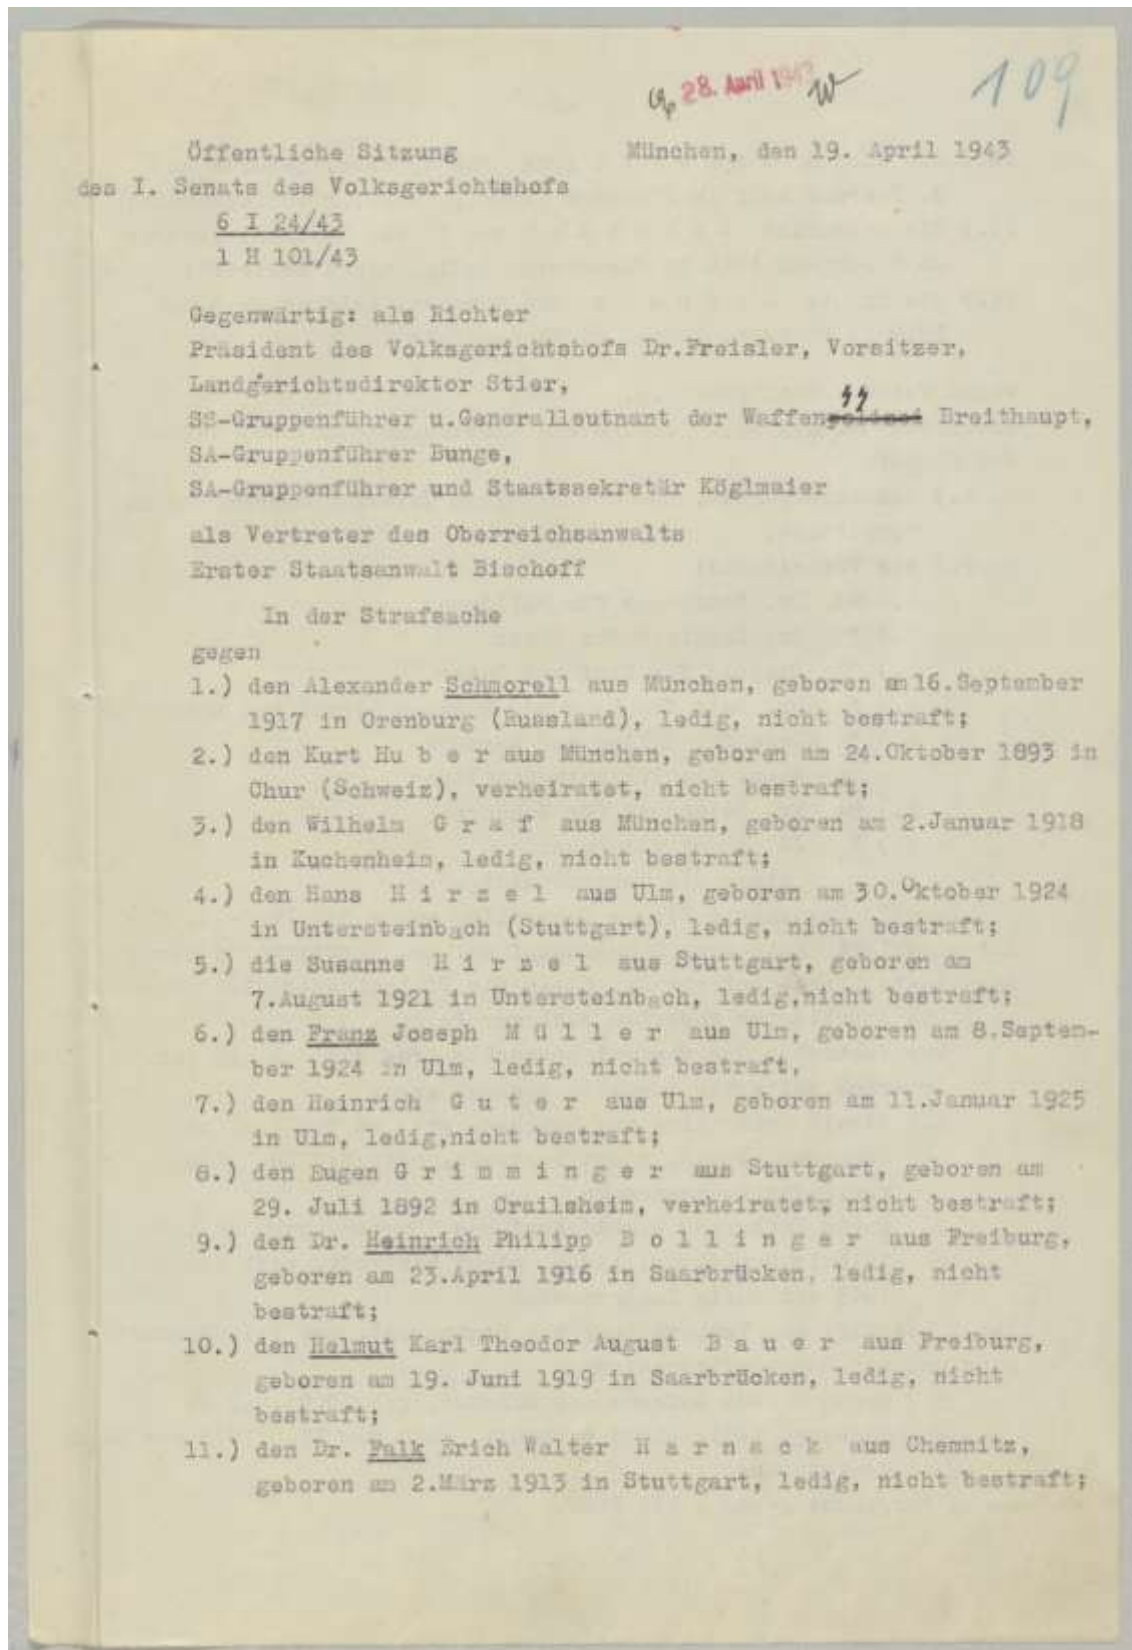 28. April 1943
109
Öffentliche Sitzung München, den 19. April 1943
des I. Senats des Volksgerichtshofs
6 I 24/43
1 H 101/43
Gegenwärtig: als Richter
Präsident des Volksgerichtshofs Dr.Freisler, Vorsitzer,
Landgerichtsdirektor Stier,
SS-Gruppenführer u.Generalleutnant der Waffen SS Breithaupt,
SA-Gruppenführer Bunge,
SA-Gruppenführer und Staatssekretär Köglmaier
als Vertreter des Oberreichsanwalts
Erster Staatsanwalt Bischoff
In der Strafsache
gegen
1.) den Alexander Schmorell aus München, geboren am 16.September
1917 in Orenburg (Russland), ledig, nicht bestraft;
2.) den Kurt Hu b e r aus München, geboren am 24.Oktober 1893 in
Chur (Schweiz), verheiratet, nicht bestraft;
3.) den Wilhelm G r a f aus München, geboren am 2.Januar 1918
in Kuchenheim, ledig, nicht bestraft;
4.) den Hans H i r z e l aus Ulm, geboren am 30.Oktober 1924
in Untersteinbach (Stuttgart), ledig, nicht bestraft;
5.) die Susanne H i r z e l aus Stuttgart, geboren am
7.August 1921 in Untersteinbach, ledig,nicht bestraft;
6.) den Franz Joseph M ü l l e r aus Ulm, geboren am 8.Septem-
ber 1924 in Ulm, ledig, nicht bestraft,
7.) den Heinrich G u t e r aus Ulm, geboren am 11.Januar 1925
in Ulm, ledig,nicht bestraft;
8.) den Eugen G r i m m i n g e r aus Stuttgart, geboren am
29. Juli 1892 in Crailsheim, verheiratet, nicht bestraft;
9.) den Dr. Heinrich Philipp B o l l i n g e r aus Freiburg,
geboren am 23.April 1916 in Saarbrücken, ledig, nicht
bestraft;
10.) den Helmut Karl Theodor August B a u e r aus Freiburg,
geboren am 19. Juni 1919 in Saarbrücken, ledig, nicht
bestraft;
11.) den Dr. Falk Erich Walter H a r n a c k aus Chemnitz,
geboren am 2.März 1913 in Stuttgart, ledig, nicht bestraft;